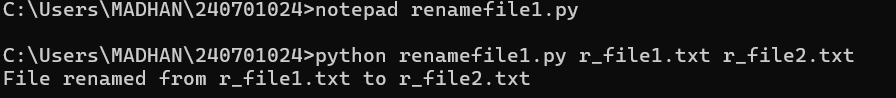 C:\Users\MADHAN\240701024>notepad renamefile1.py
C:\Users\MADHAN\240701024>python renamefile1.py r_file1.txt r_file2.txt
File renamed from r_file1.txt to r_file2.txt